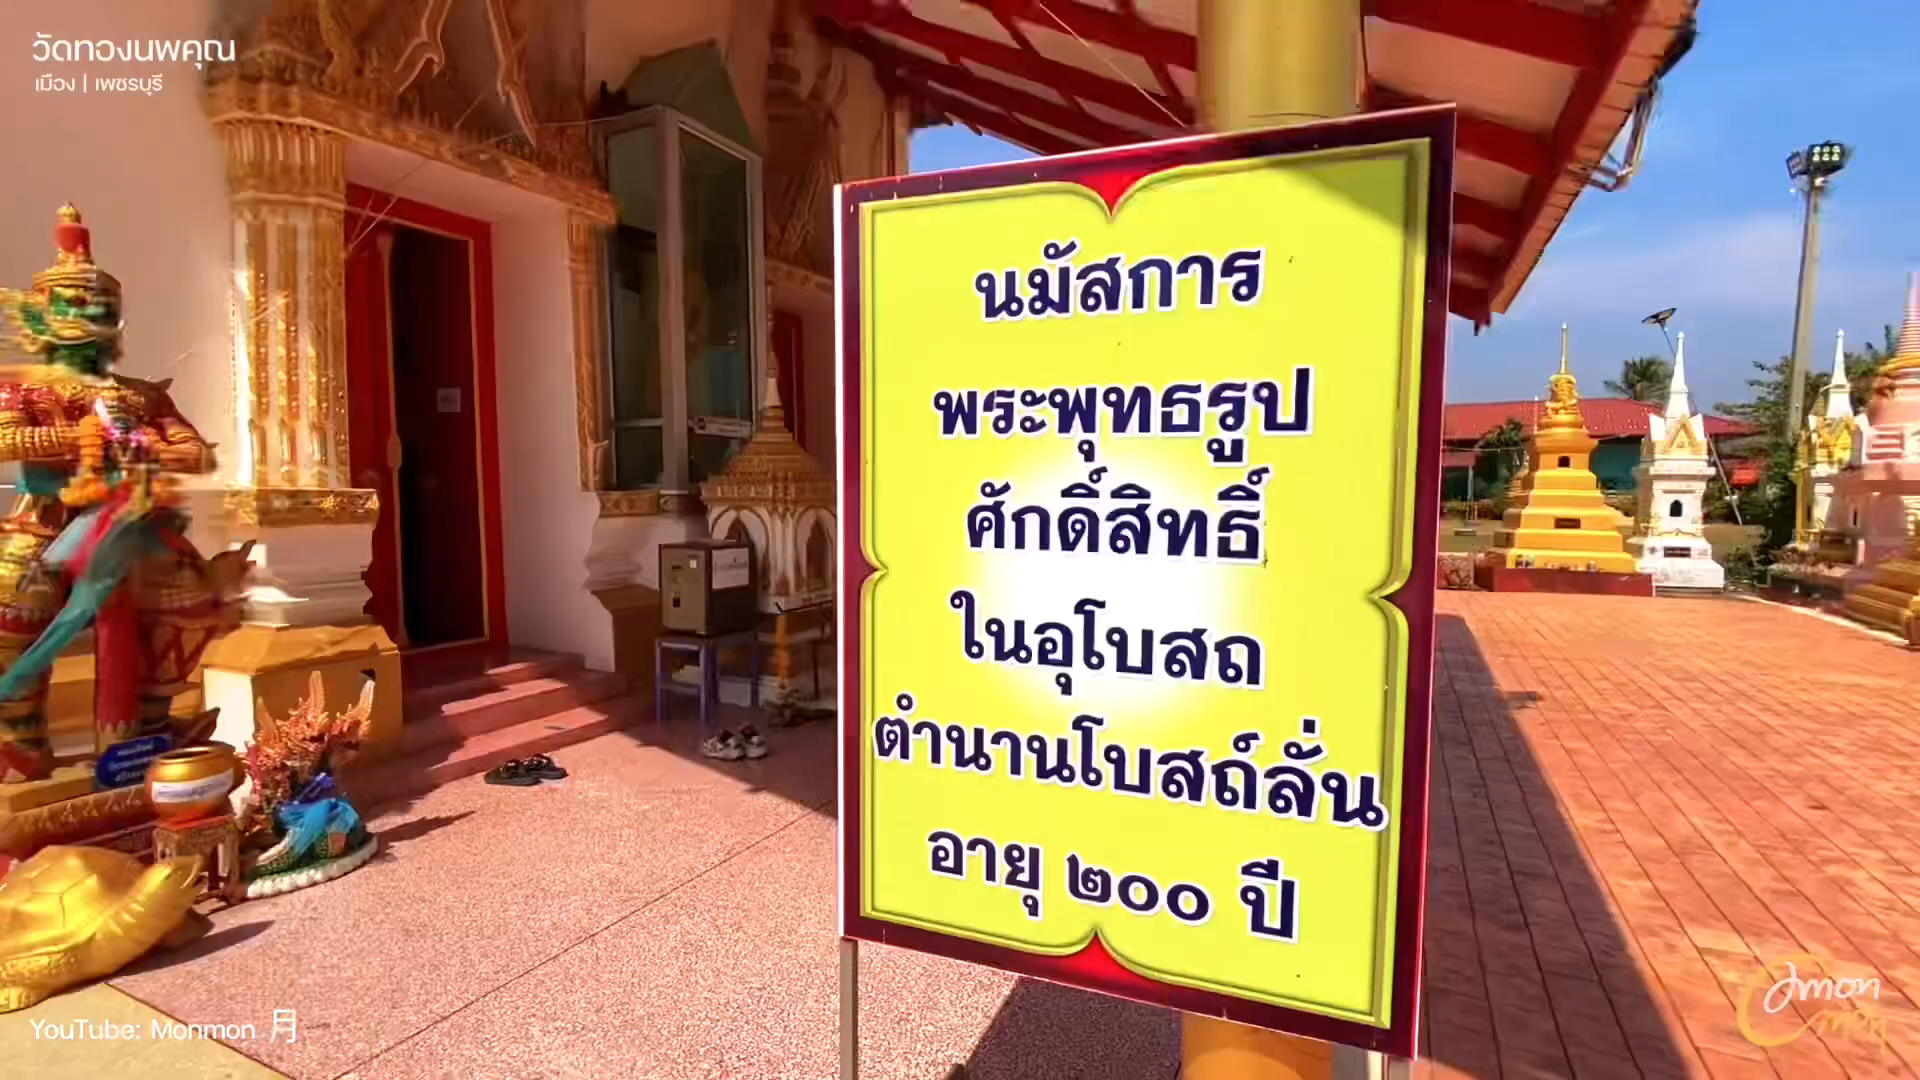 วัดทองนพคุณ
เมือง | เพชรบุรี
นมัสการ
พระพุทธรูป
ศักดิ์สิทธิ์
ในอุโบสถ
ตำนานโบสถ์ลั่น
อายุ ๒๐๐ ปี
YouTube: Monmon 月
monmon